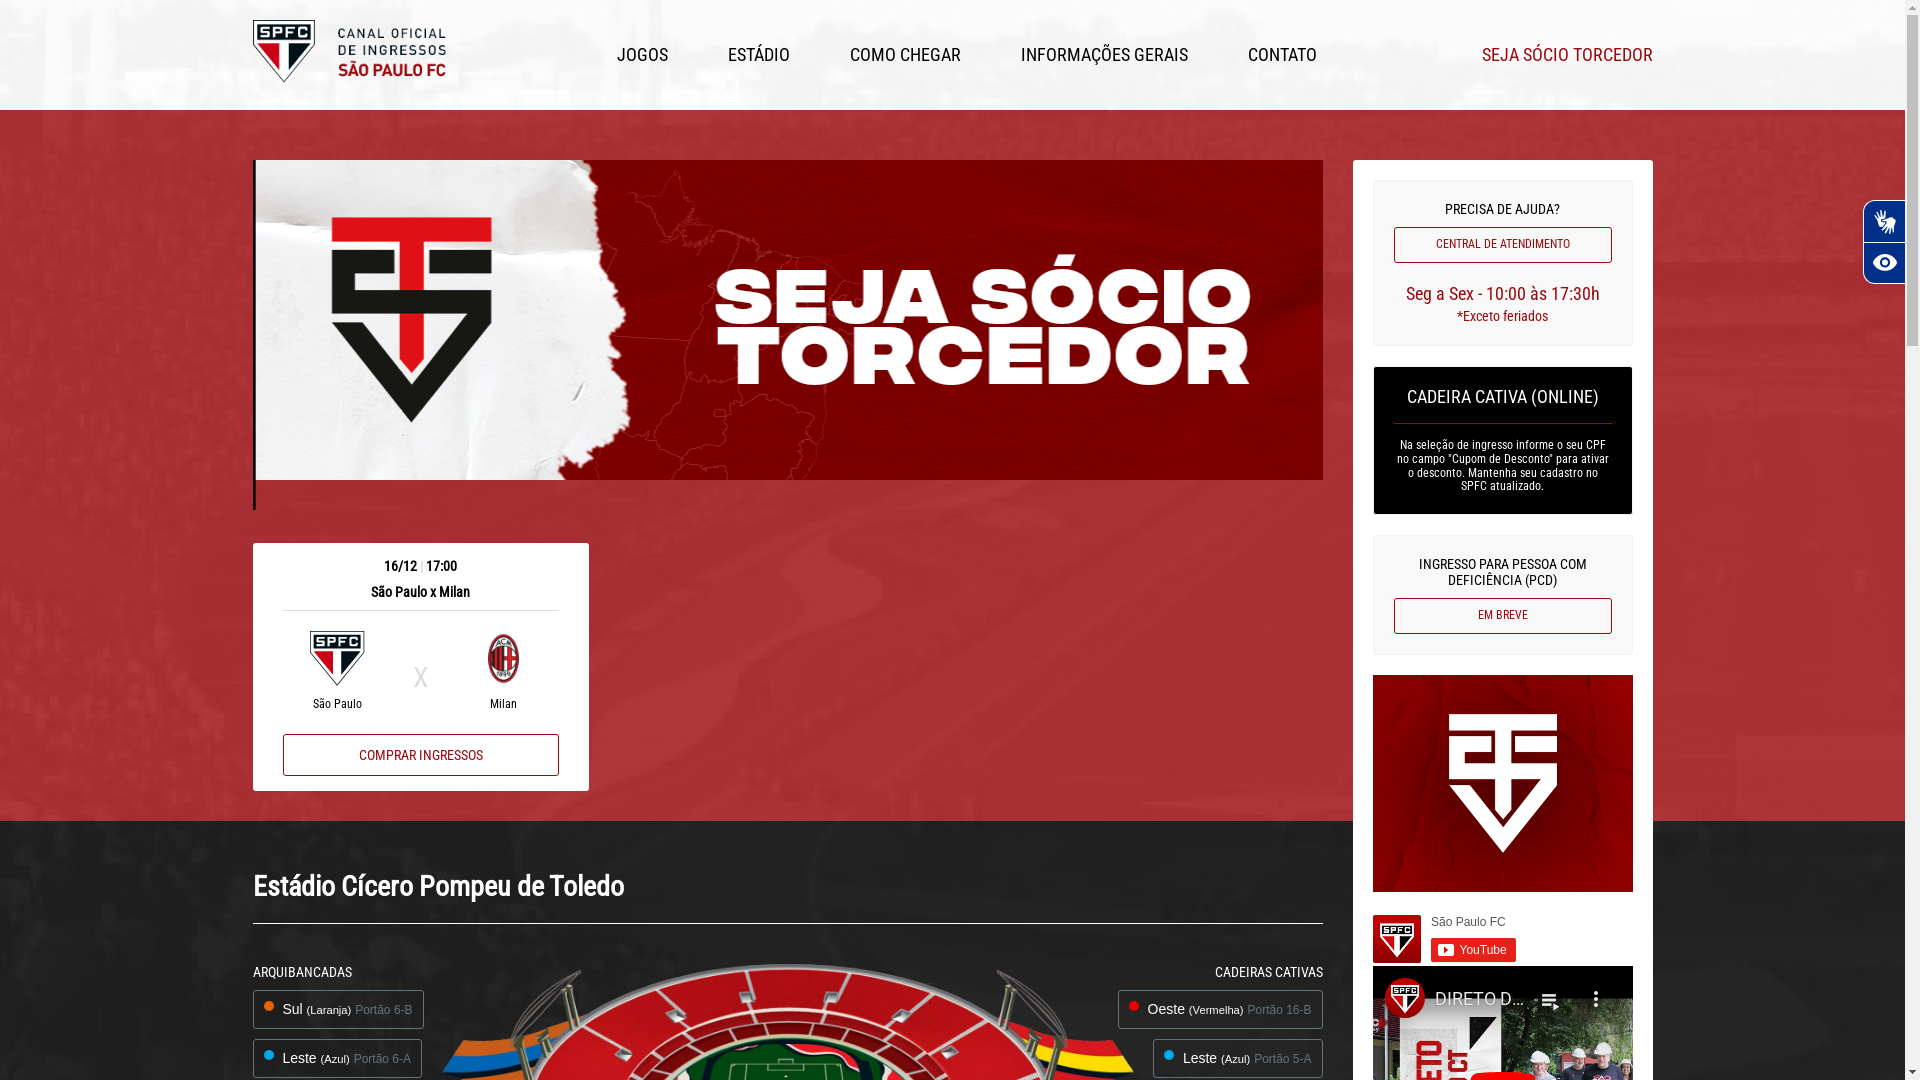 SPFC
CANAL OFICIAL
DE INGRESSOS
SÃO PAULO FC
JOGOS
ESTÁDIO
COMO CHEGAR
INFORMAÇÕES GERAIS
CONTATO
SEJA SÓCIO TORCEDOR
SEJA SÓCIO
TORCEDOR
PRECISA DE AJUDA?
CENTRAL DE ATENDIMENTO
Seg a Sex - 10:00 às 17:30h
*Exceto feriados
CADEIRA CATIVA (ONLINE)
Na seleção de ingresso informe o seu CPF
no campo "Cupom de Desconto" para ativar
o desconto. Mantenha seu cadastro no
SPFC atualizado.
INGRESSO PARA PESSOA COM
DEFICIÊNCIA (PCD)
EM BREVE
16/12 | 17:00
São Paulo x Milan
SPFC
X
São Paulo
Milan
COMPRAR INGRESSOS
Estádio Cícero Pompeu de Toledo
ARQUIBANCADAS
Sul (Laranja) Portão 6-B
Leste (Azul) Portão 6-A
CADEIRAS CATIVAS
Oeste (Vermelha) Portão 16-B
Leste (Azul) Portão 5-A
SPFC
São Paulo FC
YouTube
SPFC
DIRETO D...